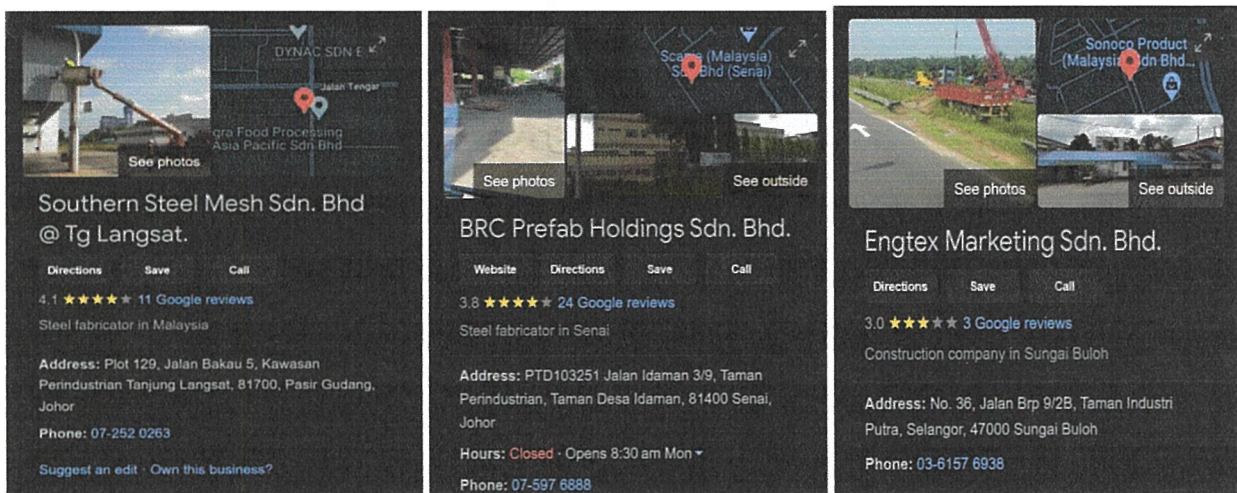 DYNAC SDN B
Jalan Tengar
gra Food Processing
Asia Pacific Sdn Bhd
See photos
Southern Steel Mesh Sdn. Bhd
@ Tg Langsat.
Directions Save Call
4.1 ★★★★★ 11 Google reviews
Steel fabricator in Malaysia
Address: Plot 129, Jalan Bakau 5, Kawasan
Perindustrian Tanjung Langsat, 81700, Pasir Gudang,
Johor
Phone: 07-252 0263
Suggest an edit · Own this business?
(Malaysia)
Bhd (Senai)
See photos
See outside
BRC Prefab Holdings Sdn. Bhd.
Website Directions Save Call
3.8 ★★★★★ 24 Google reviews
Steel fabricator in Senai
Address: PTD103251 Jalan Idaman 3/9, Taman
Perindustrian, Taman Desa Idaman, 81400 Senai,
Johor
Hours: Closed · Opens 8:30 am Mon
Phone: 07-597 6888
Sonoco Product
(Malaysia) Sdn Bhd...
See photos
See outside
Engtex Marketing Sdn. Bhd.
Directions Save Call
3.0 ★★★★★ 3 Google reviews
Construction company in Sungai Buloh
Address: No. 36, Jalan Brp 9/2B, Taman Industri
Putra, Selangor, 47000 Sungai Buloh
Phone: 03-6157 6938